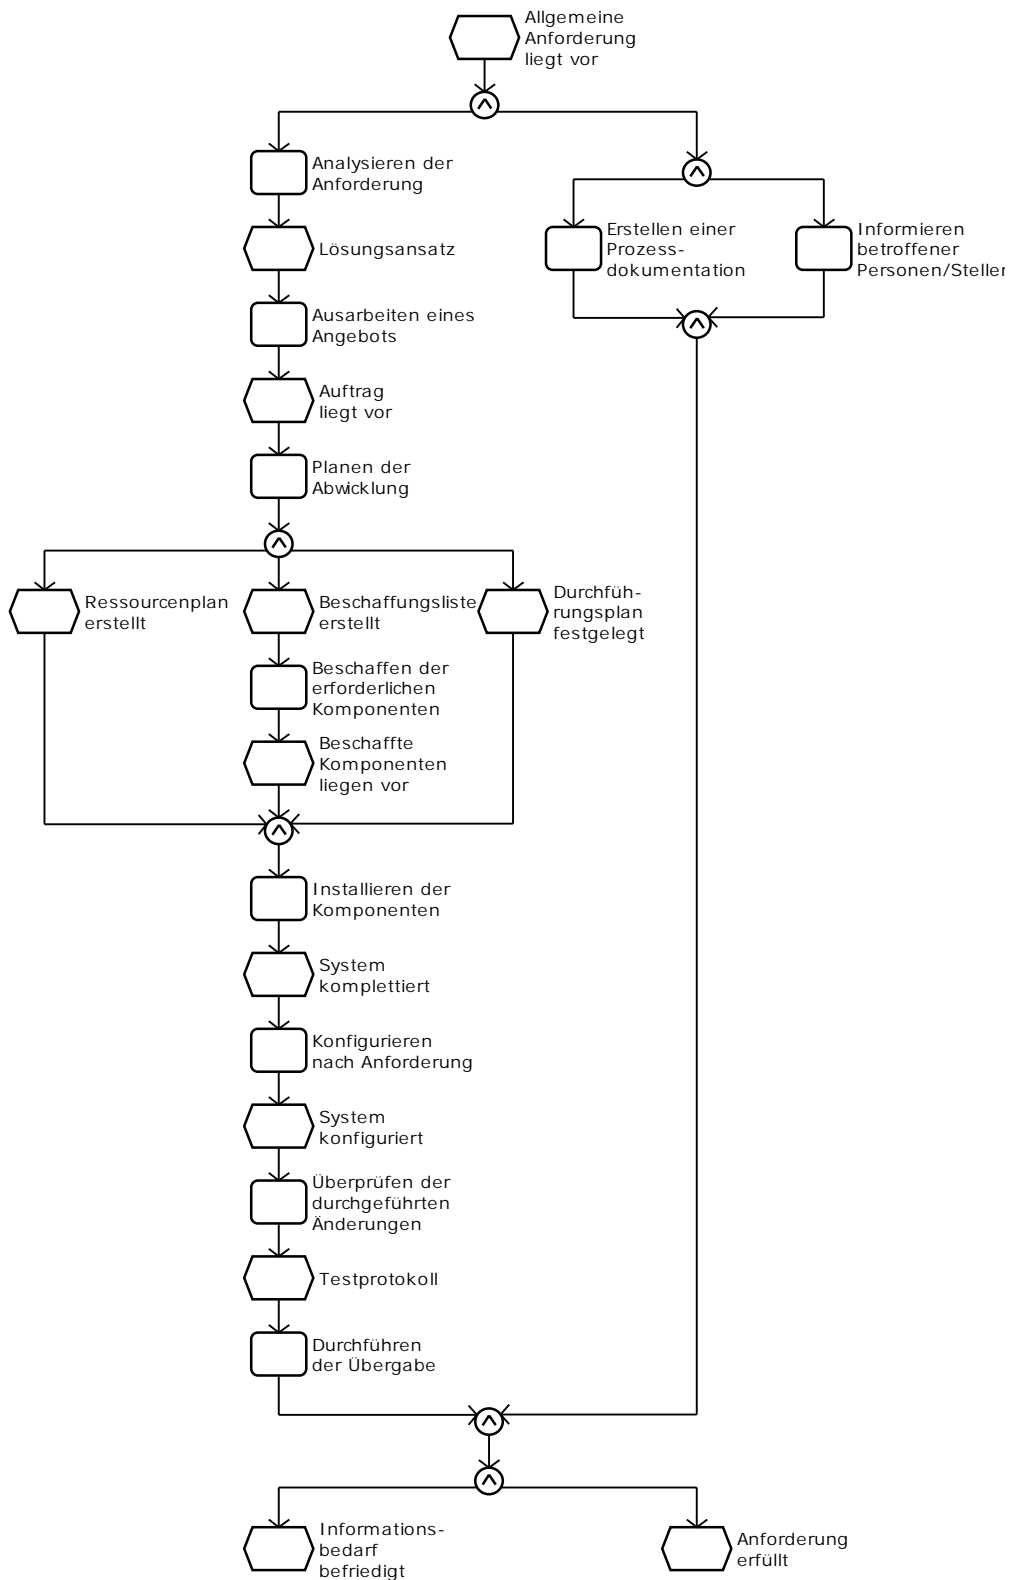 Allgemeine
Anforderung
liegt vor
Analysieren der
Anforderung
Erstellen einer
Prozess-
dokumentation
Informieren
betroffener
Personen/Steller
Lösungsansatz
Ausarbeiten eines
Angebots
Auftrag
liegt vor
Planen der
Abwicklung
Ressourcenplan
erstellt
Beschaffungsliste
erstellt
Durchfüh-
rungsplan
festgelegt
Beschaffen der
erforderlichen
Komponenten
Beschaffte
Komponenten
liegen vor
Installieren der
Komponenten
System
komplettiert
Konfigurieren
nach Anforderung
System
konfiguriert
Überprüfen der
durchgeführten
Änderungen
Testprotokoll
Durchführen
der Übergabe
Informations-
bedarf
befriedigt
Anforderung
erfüllt